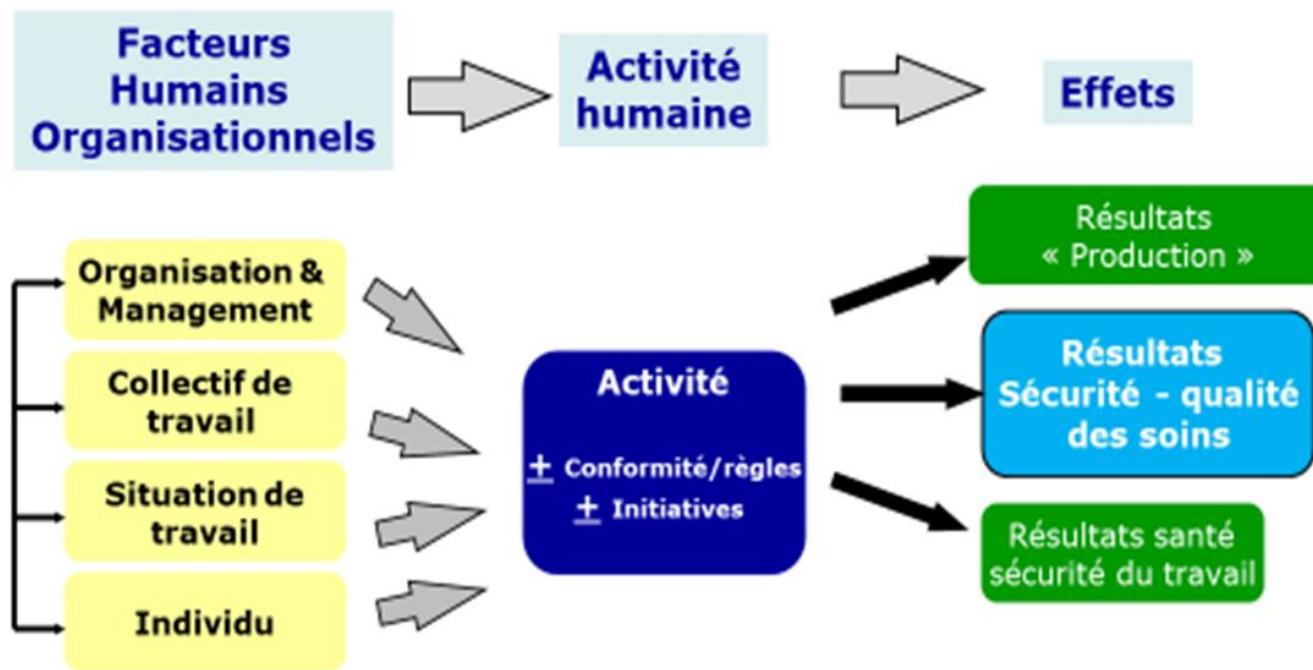 Facteurs
Humains
Organisationnels
Activité
humaine
Effets
Organisation &
Management
Collectif de
travail
Situation de
travail
Individu
Activité
± Conformité/règles
± Initiatives
Résultats
« Production »
Résultats
Sécurité - qualité
des soins
Résultats santé
sécurité du travail